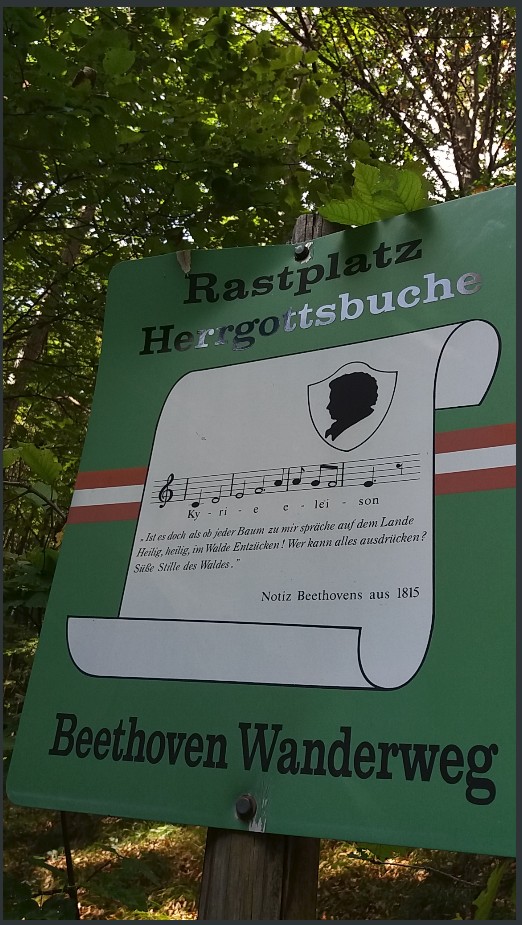 Rastplatz
Herrgottsbuche
Ky - ri - e e - lei - son
„Ist es doch als ob jeder Baum zu mir spräche auf dem Lande
Heilig, heilig, im Walde Entzücken! Wer kann alles ausdrücken?
Süße Stille des Waldes."
Notiz Beethovens aus 1815
Beethoven Wanderweg